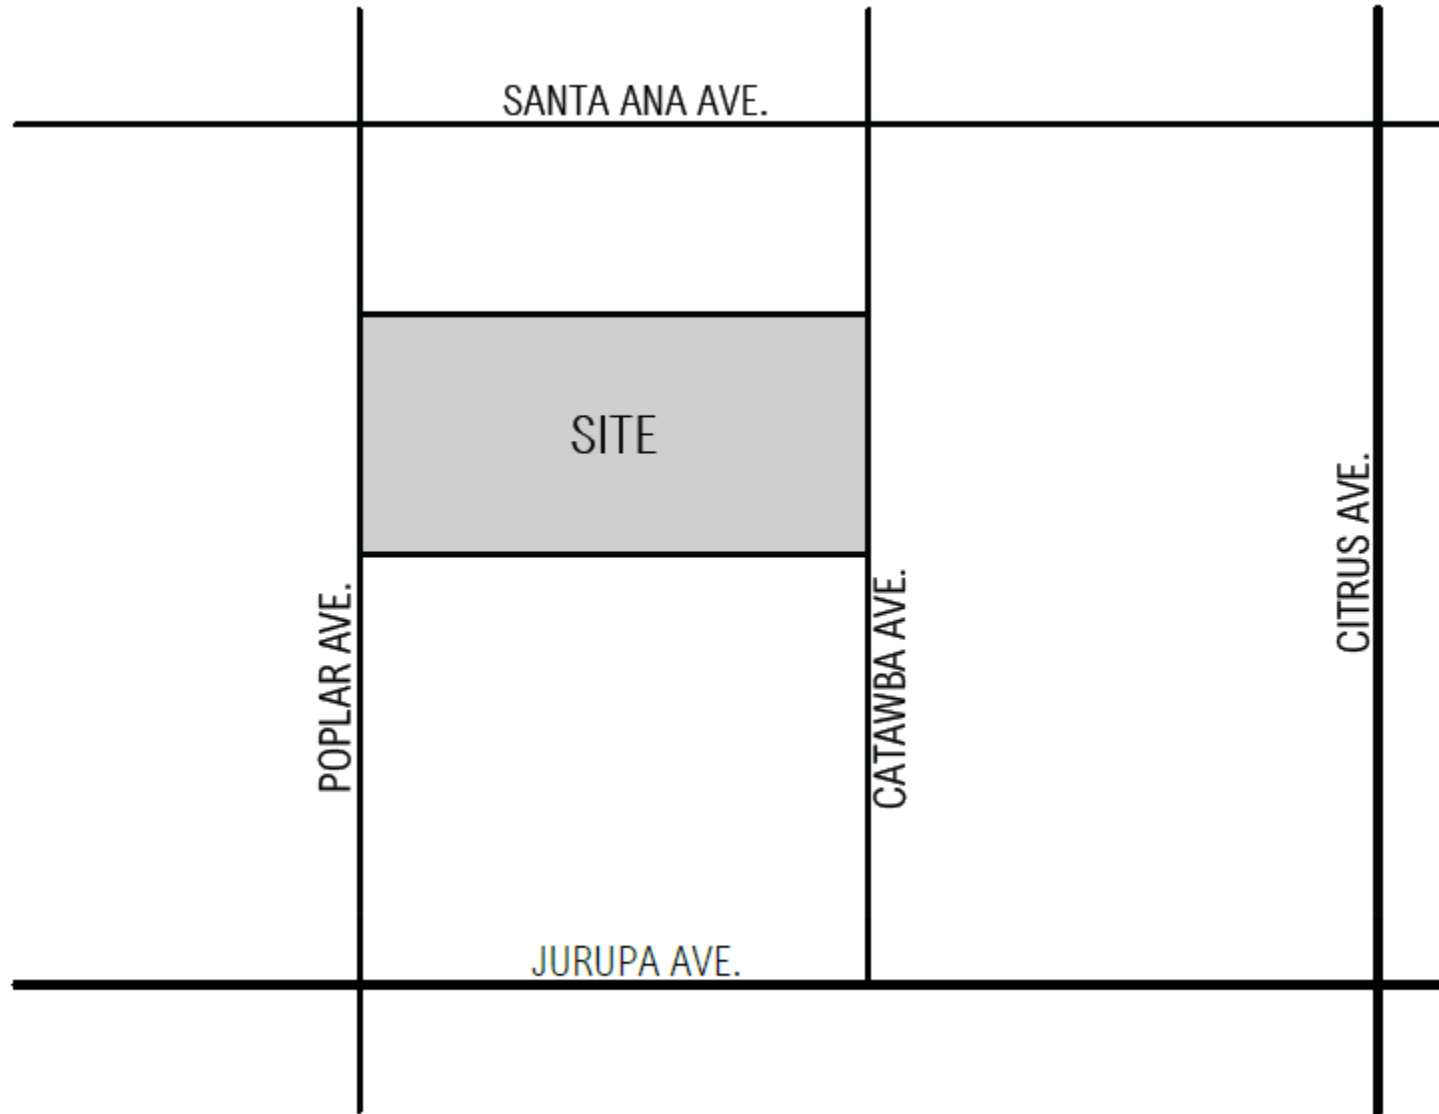 SANTA ANA AVE.
SITE
CITRUS AVE.
POPLAR AVE.
CATAWBA AVE.
JURUPA AVE.